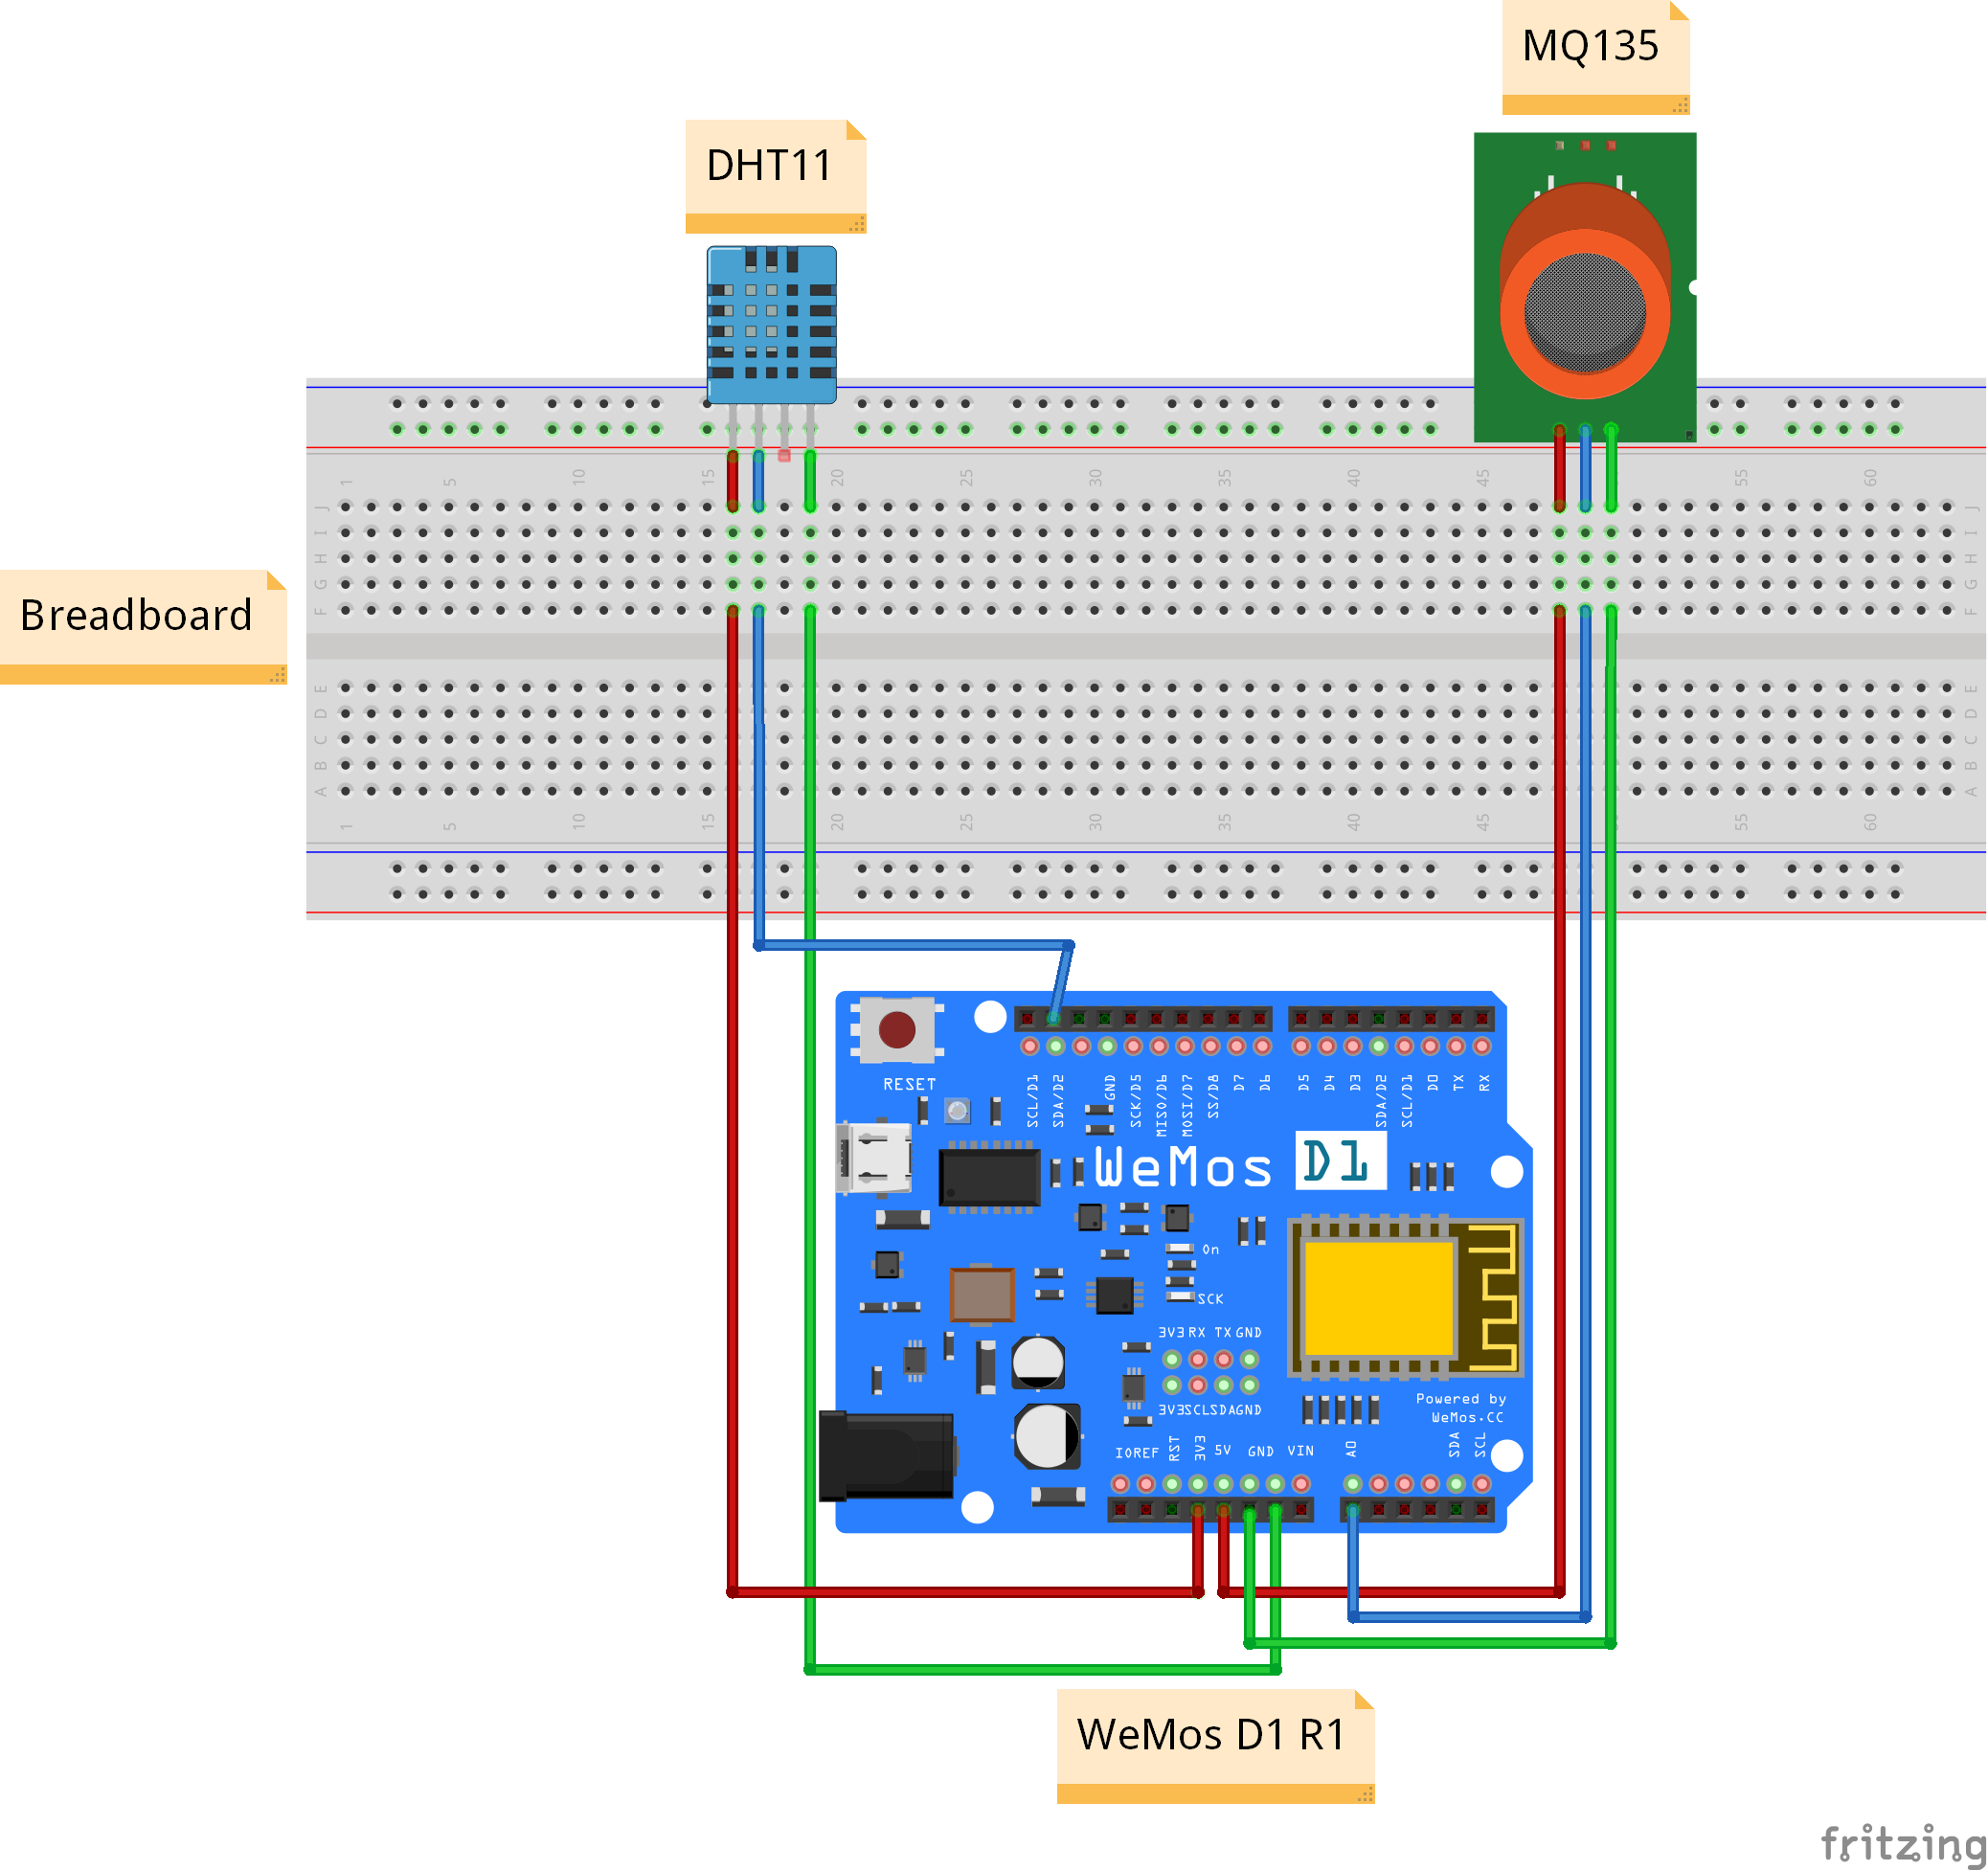 MQ135
DHT11
1 5 10 15 20 25 30 35 40 45 55 60
J J
I I
H H
G G
F F
Breadboard
E E
D D
C C
B B
A A
1 5 10 15 20 25 30 35 40 45 55 60
RESET
SCL/D1 SDA/D2 GND SCK/D5 MISO/D6 MOSI/D7 SS/D8 D7 D6 D5 D4 D3 SDA/D2 SCL/D1 D0 TX RX
WeMos D1
On
SCK
3V3 RX TX GND
3V3 SCL SDA GND
Powered by
WeMos.CC
IOREF RST 3V3 5V GND VIN A0 SDA SCL
WeMos D1 R1
fritzing